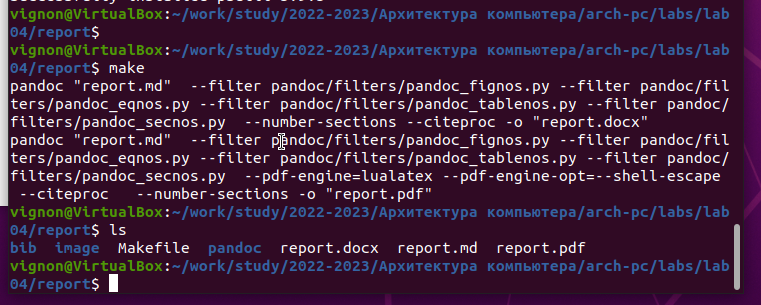 vignon@VirtualBox:~/work/study/2022-2023/Архитектура компьютера/arch-pc/labs/lab
04/report$
vignon@VirtualBox:~/work/study/2022-2023/Архитектура компьютера/arch-pc/labs/lab
04/report$ make
pandoc "report.md"  --filter pandoc/filters/pandoc_fignos.py --filter pandoc/fil
ters/pandoc_eqnos.py --filter pandoc/filters/pandoc_tablenos.py --filter pandoc/
filters/pandoc_secnos.py  --number-sections --citeproc -o "report.docx"
pandoc "report.md"  --filter pandoc/filters/pandoc_fignos.py --filter pandoc/fil
ters/pandoc_eqnos.py --filter pandoc/filters/pandoc_tablenos.py --filter pandoc/
filters/pandoc_secnos.py  --pdf-engine=lualatex --pdf-engine-opt=--shell-escape
 --citeproc   --number-sections -o "report.pdf"
vignon@VirtualBox:~/work/study/2022-2023/Архитектура компьютера/arch-pc/labs/lab
04/report$ ls
bib  image  Makefile  pandoc  report.docx  report.md  report.pdf
vignon@VirtualBox:~/work/study/2022-2023/Архитектура компьютера/arch-pc/labs/lab
04/report$